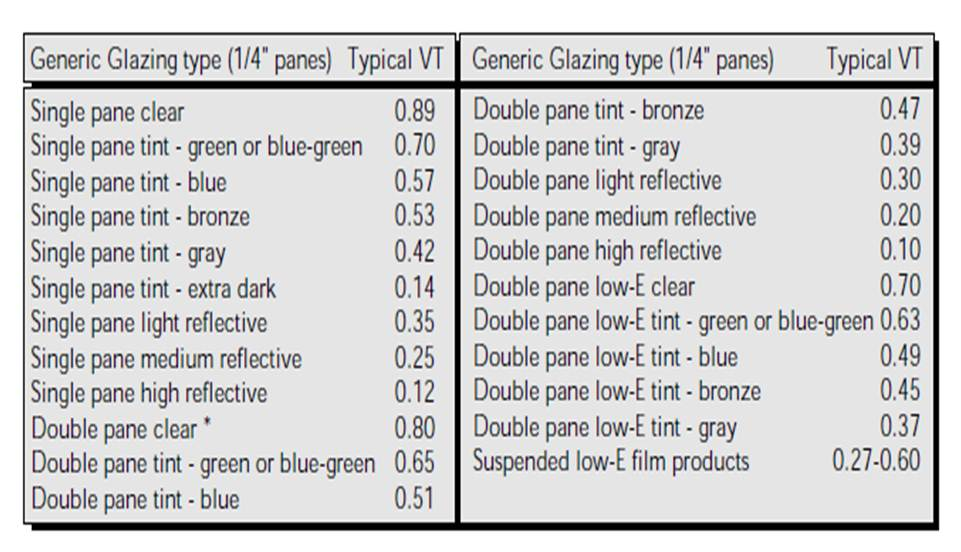 Generic Glazing type (1/4" panes) Typical VT
Single pane clear 0.89
Single pane tint - green or blue-green 0.70
Single pane tint - blue 0.57
Single pane tint - bronze 0.53
Single pane tint - gray 0.42
Single pane tint - extra dark 0.14
Single pane light reflective 0.35
Single pane medium reflective 0.25
Single pane high reflective 0.12
Double pane clear * 0.80
Double pane tint - green or blue-green 0.65
Double pane tint - blue 0.51
Generic Glazing type (1/4" panes) Typical VT
Double pane tint - bronze 0.47
Double pane tint - gray 0.39
Double pane light reflective 0.30
Double pane medium reflective 0.20
Double pane high reflective 0.10
Double pane low-E clear 0.70
Double pane low-E tint - green or blue-green 0.63
Double pane low-E tint - blue 0.49
Double pane low-E tint - bronze 0.45
Double pane low-E tint - gray 0.37
Suspended low-E film products 0.27-0.60